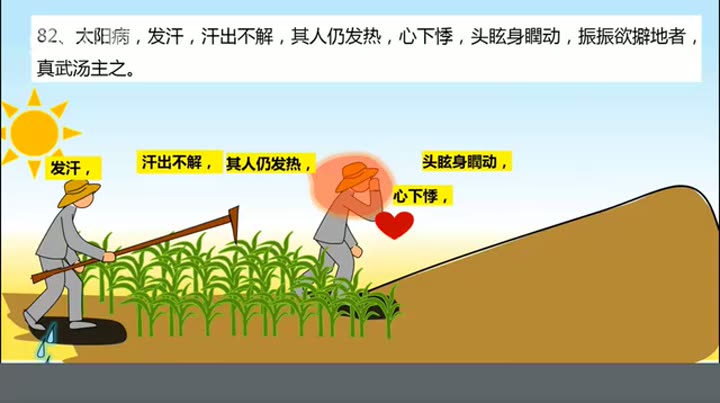 82、太阳病，发汗，汗出不解，其人仍发热，心下悸，头眩身瞤动，振振欲擗地者，
真武汤主之。
发汗，
汗出不解，
其人仍发热，
头眩身瞤动，
心下悸，